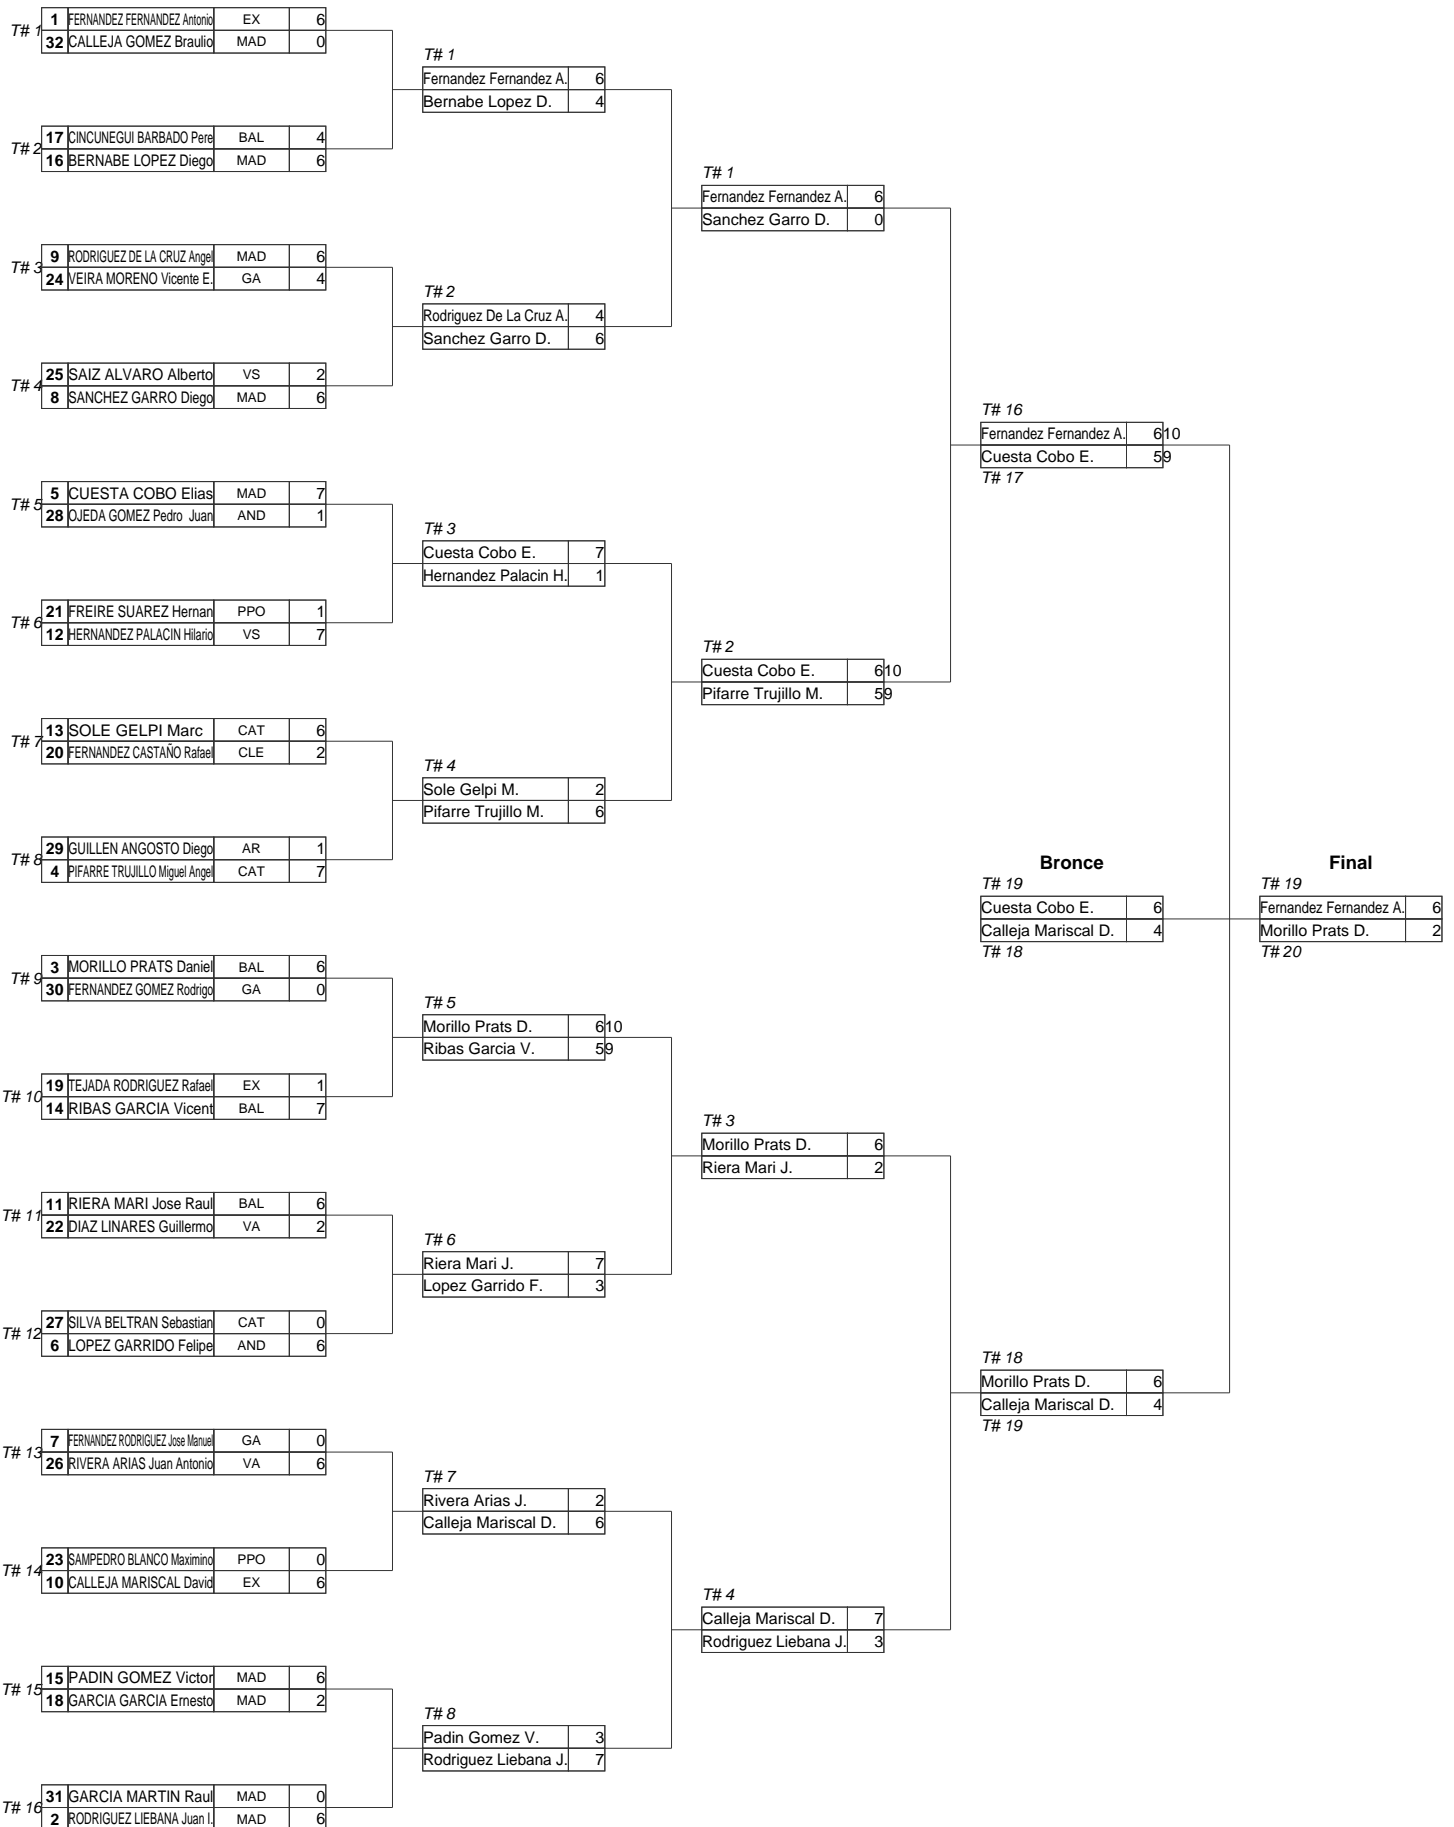 T# 1
1 FERNÁNDEZ FERNANDEZ Antonio EX 6
32 CALLEJA GOMEZ Braulio MAD 0
T# 1
Fernandez Fernandez A. 6
Bernabe Lopez D. 4
T# 2
17 CINCUNEGUI BARBADO Pere BAL 4
16 BERNABE LOPEZ Diego MAD 6
T# 1
Fernandez Fernandez A. 6
Sanchez Garro D. 0
T# 3
9 RODRIGUEZ DE LA CRUZ Angel MAD 6
24 VEIRA MORENO Vicente E. GA 4
T# 2
Rodriguez De La Cruz A. 4
Sanchez Garro D. 6
T# 4
25 SAIZ ALVARO Alberto VS 2
8 SANCHEZ GARRO Diego MAD 6
T# 16
Fernandez Fernandez A. 6 10
Cuesta Cobo E. 5 9
T# 17
T# 5
5 CUESTA COBO Elias MAD 7
28 OJEDA GOMEZ Pedro Juan AND 1
T# 3
Cuesta Cobo E. 7
Hernandez Palacin H. 1
T# 6
21 FREIRE SUAREZ Hernan PPO 1
12 HERNANDEZ PALACIN Hilario VS 7
T# 2
Cuesta Cobo E. 6 10
Pifarre Trujillo M. 5 9
T# 7
13 SOLE GELPI Marc CAT 6
20 FERNANDEZ CASTAÑO Rafael CLE 2
T# 4
Sole Gelpi M. 2
Pifarre Trujillo M. 6
T# 8
29 GUILLEN ANGOSTO Diego AR 1
4 PIFARRE TRUJILLO Miguel Angel CAT 7
Bronce
T# 19
Cuesta Cobo E. 6
Calleja Mariscal D. 4
T# 18
Final
T# 19
Fernandez Fernandez A. 6
Morillo Prats D. 2
T# 20
T# 9
3 MORILLO PRATS Daniel BAL 6
30 FERNANDEZ GOMEZ Rodrigo GA 0
T# 5
Morillo Prats D. 6 10
Ribas Garcia V. 5 9
T# 10
19 TEJADA RODRIGUEZ Rafael EX 1
14 RIBAS GARCIA Vicent BAL 7
T# 3
Morillo Prats D. 6
Riera Mari J. 2
T# 11
11 RIERA MARI Jose Raul BAL 6
22 DIAZ LINARES Guillermo VA 2
T# 6
Riera Mari J. 7
Lopez Garrido F. 3
T# 12
27 SILVA BELTRAN Sebastian CAT 0
6 LOPEZ GARRIDO Felipe AND 6
T# 18
Morillo Prats D. 6
Calleja Mariscal D. 4
T# 19
T# 13
7 FERNANDEZ RODRIGUEZ Jose Manuel GA 0
26 RIVERA ARIAS Juan Antonio VA 6
T# 7
Rivera Arias J. 2
Calleja Mariscal D. 6
T# 14
23 SAMPEDRO BLANCO Maximino PPO 0
10 CALLEJA MARISCAL David EX 6
T# 4
Calleja Mariscal D. 7
Rodriguez Liebana J. 3
T# 15
15 PADIN GOMEZ Victor MAD 6
18 GARCIA GARCIA Ernesto MAD 2
T# 8
Padin Gomez V. 3
Rodriguez Liebana J. 7
T# 16
31 GARCIA MARTIN Raul MAD 0
2 RODRIGUEZ LIEBANA Juan I. MAD 6